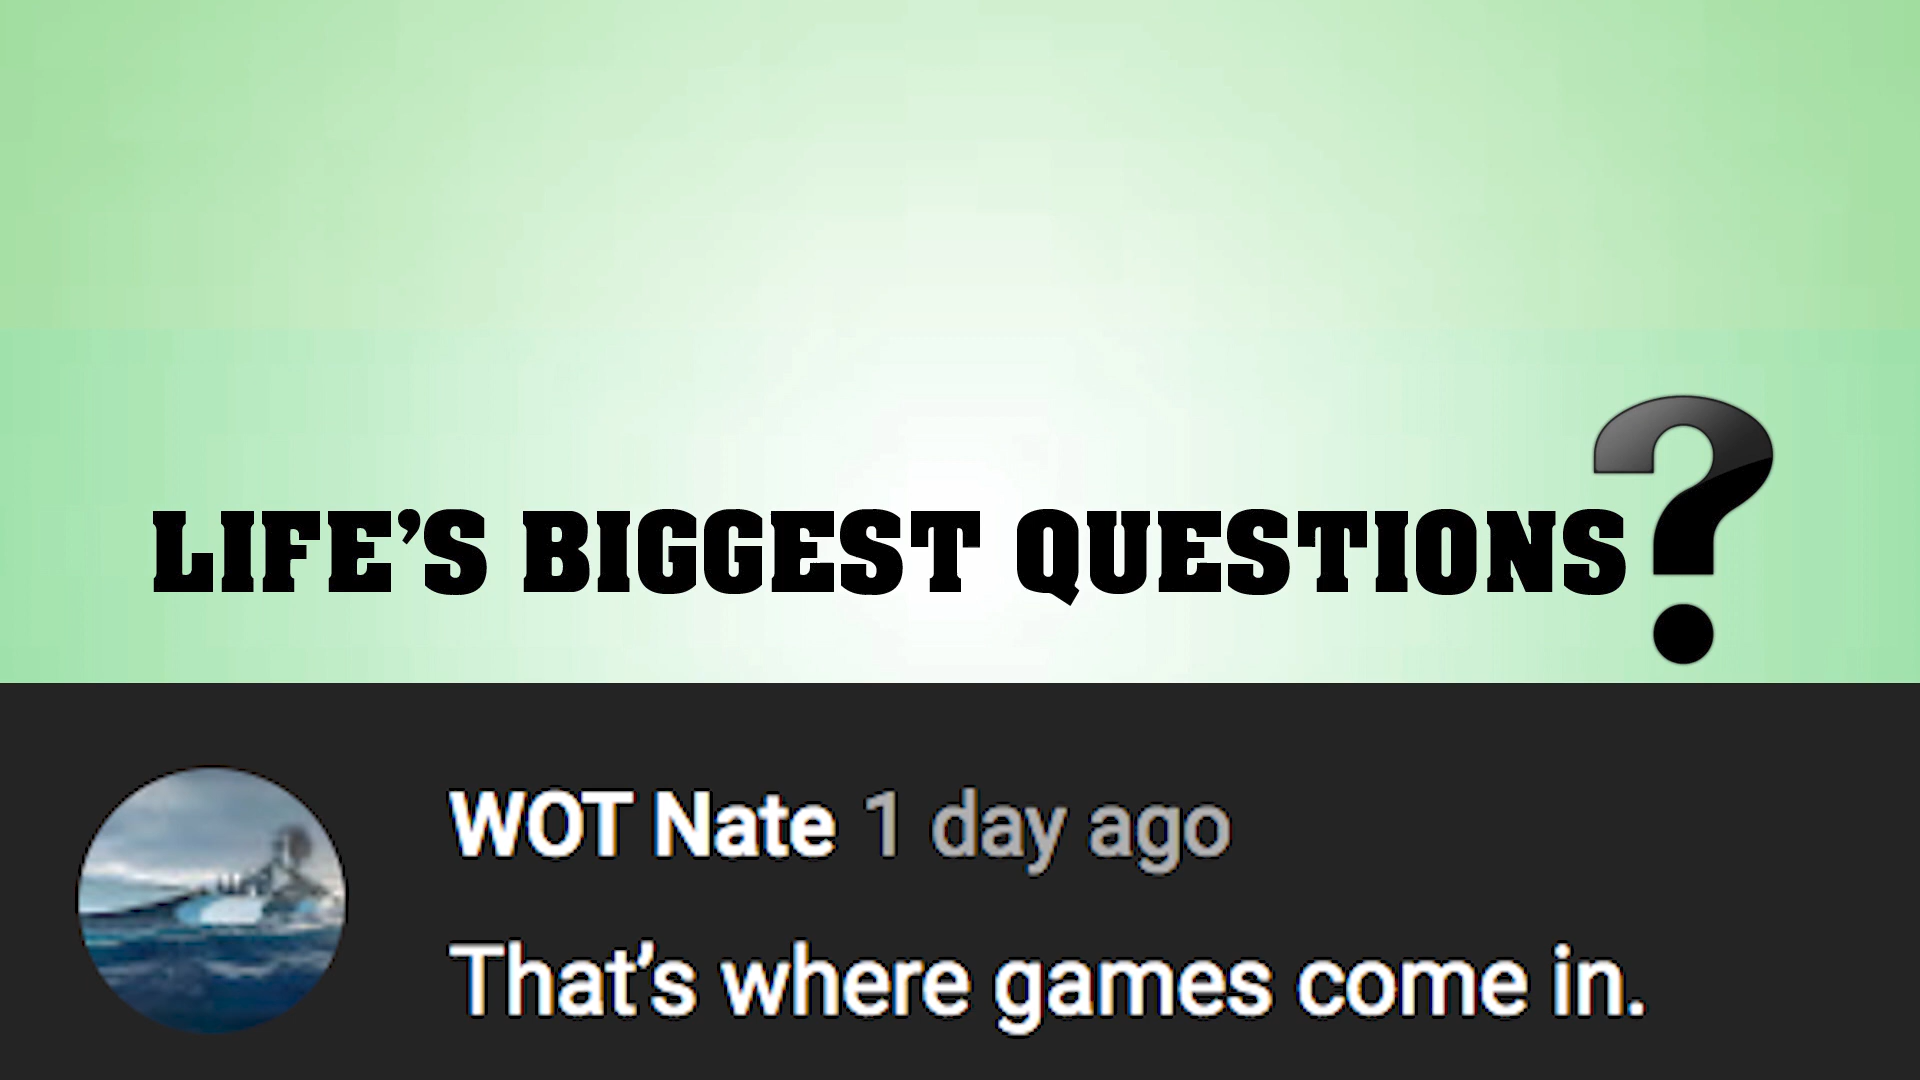 LIFE’S BIGGEST QUESTIONS?
WOT Nate 1 day ago
That’s where games come in.